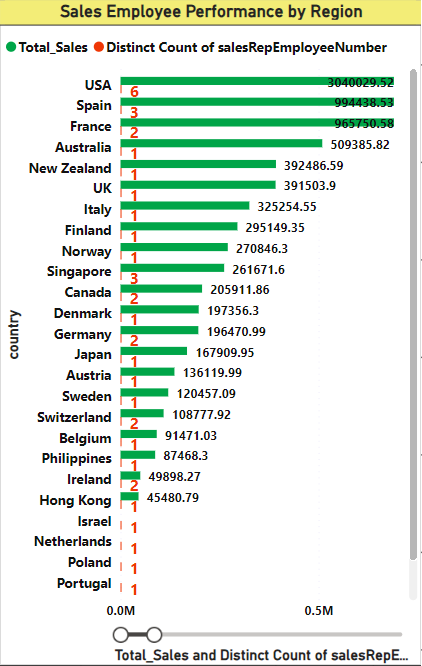 Sales Employee Performance by Region
Total_Sales Distinct Count of salesRepEmployeeNumber
USA 3040029.52
6
Spain 994438.53
3
France 965750.58
2
Australia 509385.82
1
New Zealand 392486.59
1
UK 391503.9
1
Italy 325254.55
1
Finland 295149.35
1
Norway 270846.3
1
Singapore 261671.6
3
Canada 205911.86
2
Denmark 197356.3
1
Germany 196470.99
2
Japan 167909.95
1
Austria 136119.99
1
Sweden 120457.09
1
Switzerland 108777.92
2
Belgium 91471.03
1
Philippines 87468.3
1
Ireland 49898.27
2
Hong Kong 45480.79
1
Israel
1
Netherlands
1
Poland
1
Portugal
1
country
0.0M 0.5M
Total_Sales and Distinct Count of salesRepE...